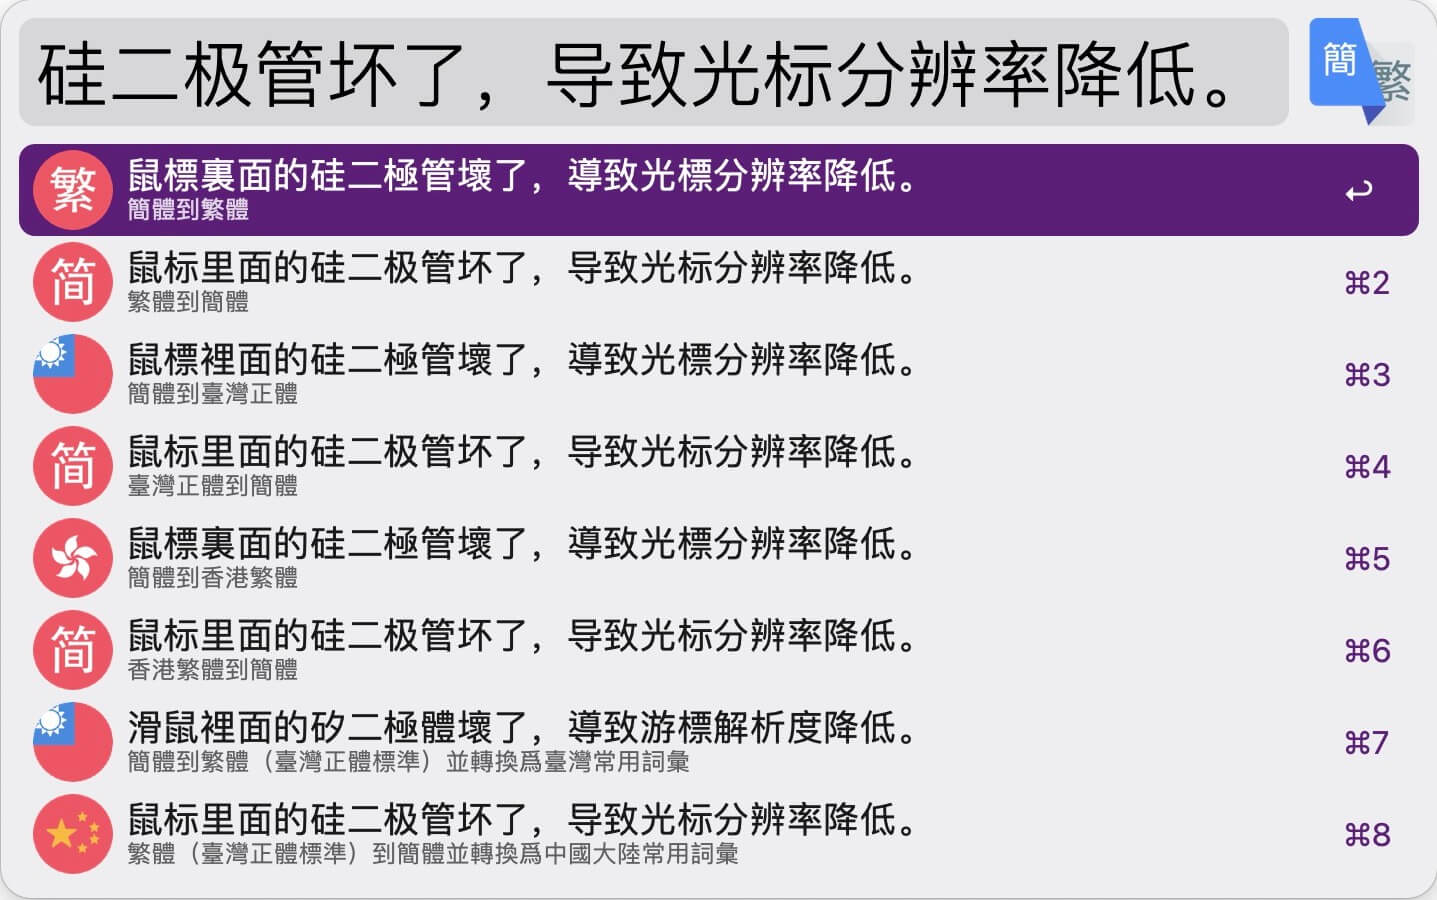 硅二极管坏了，导致光标分辨率降低。
簡
繁
繁
鼠標裏面的硅二極管壞了，導致光標分辨率降低。
簡體到繁體
简
鼠标里面的硅二极管坏了，导致光标分辨率降低。
繁體到簡體
⌘2
鼠標裡面的硅二極管壞了，導致光標分辨率降低。
簡體到臺灣正體
⌘3
简
鼠标里面的硅二极管坏了，导致光标分辨率降低。
臺灣正體到簡體
⌘4
鼠標裏面的硅二極管壞了，導致光標分辨率降低。
簡體到香港繁體
⌘5
简
鼠标里面的硅二极管坏了，导致光标分辨率降低。
香港繁體到簡體
⌘6
滑鼠裡面的矽二極體壞了，導致游標解析度降低。
簡體到繁體（臺灣正體標準）並轉換爲臺灣常用詞彙
⌘7
鼠标里面的硅二极管坏了，导致光标分辨率降低。
繁體（臺灣正體標準）到簡體並轉換爲中國大陸常用詞彙
⌘8